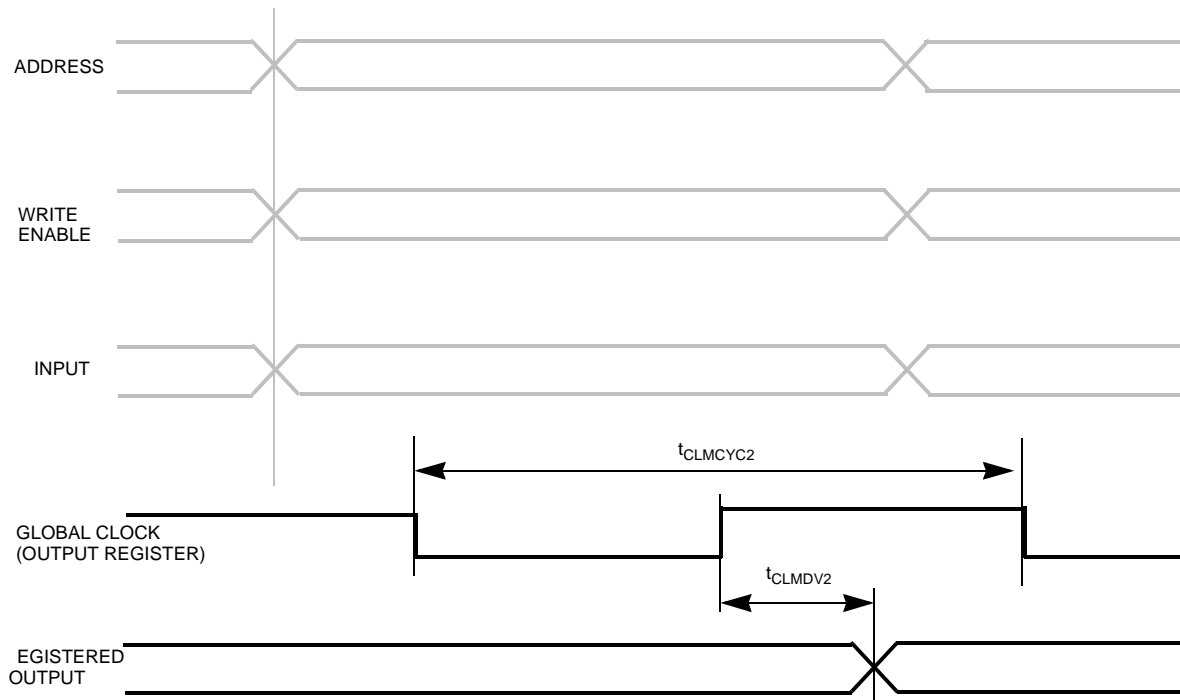 ADDRESS
WRITE
ENABLE
INPUT
tCLMCYC2
GLOBAL CLOCK
(OUTPUT REGISTER)
tCLMDV2
EGISTERED
OUTPUT